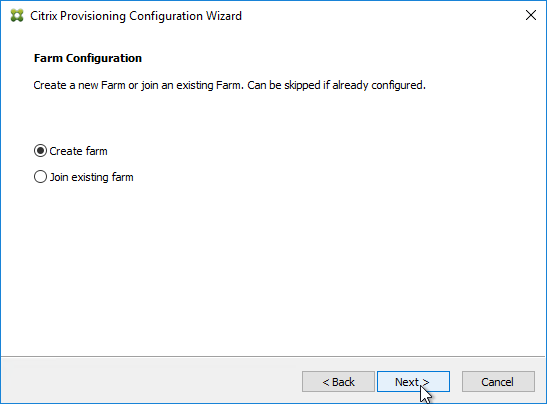 Citrix Provisioning Configuration Wizard
Farm Configuration
Create a new Farm or join an existing Farm. Can be skipped if already configured.
Create farm
Join existing farm
< Back
Next >
Cancel